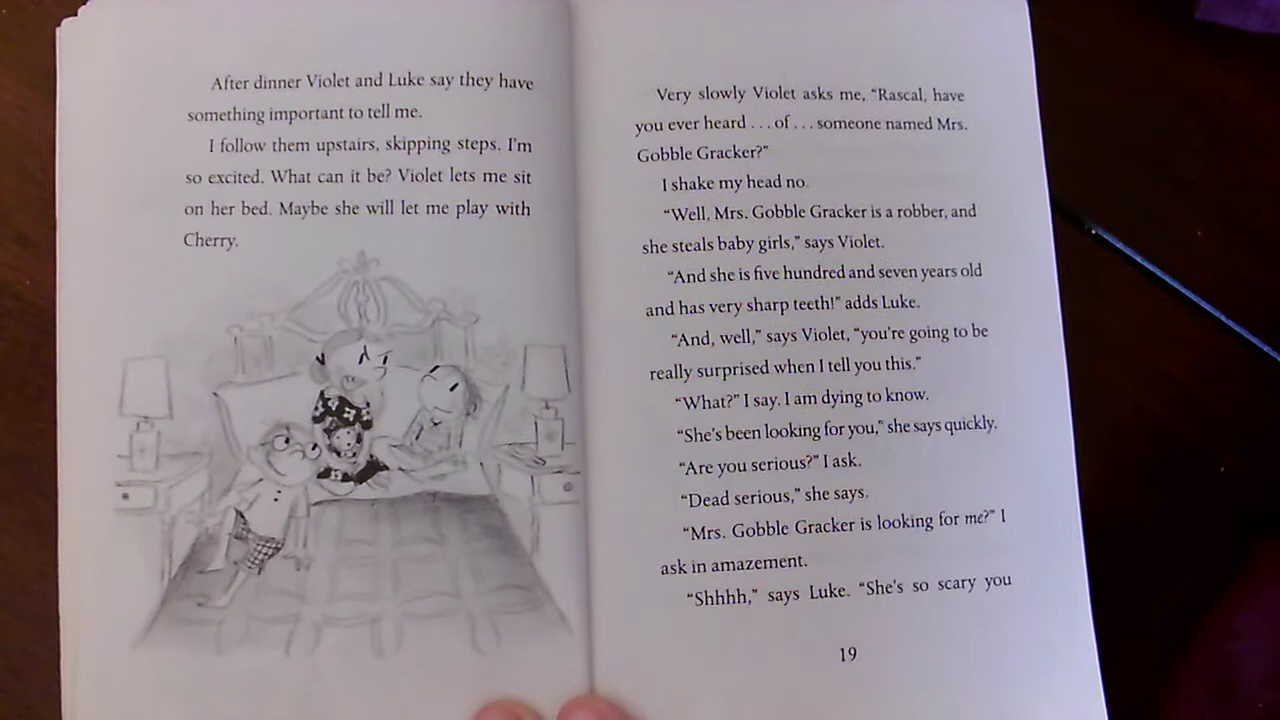 After dinner Violet and Luke say they have
something important to tell me.
I follow them upstairs, skipping steps. I'm
so excited. What can it be? Violet lets me sit
on her bed. Maybe she will let me play with
Cherry.
Very slowly Violet asks me, “Rascal, have
you ever heard . . . of . . . someone named Mrs.
Gobble Gracker?”
I shake my head no.
“Well, Mrs. Gobble Gracker is a robber, and
she steals baby girls,” says Violet.
“And she is five hundred and seven years old
and has very sharp teeth!” adds Luke.
“And, well,” says Violet, “you're going to be
really surprised when I tell you this.”
“What?” I say. I am dying to know.
“She's been looking for you,” she says quickly.
“Are you serious?” I ask.
“Dead serious,” she says.
“Mrs. Gobble Gracker is looking for me?” I
ask in amazement.
“Shhhh,” says Luke. “She's so scary you
19